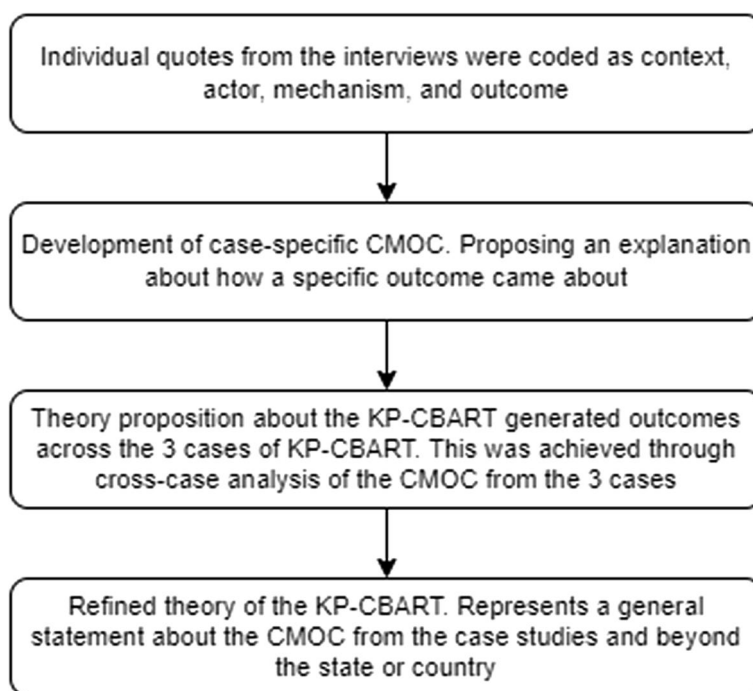 Individual quotes from the interviews were coded as context,
actor, mechanism, and outcome
Development of case-specific CMOC. Proposing an explanation
about how a specific outcome came about
Theory proposition about the KP-CBART generated outcomes
across the 3 cases of KP-CBART. This was achieved through
cross-case analysis of the CMOC from the 3 cases
Refined theory of the KP-CBART. Represents a general
statement about the CMOC from the case studies and beyond
the state or country